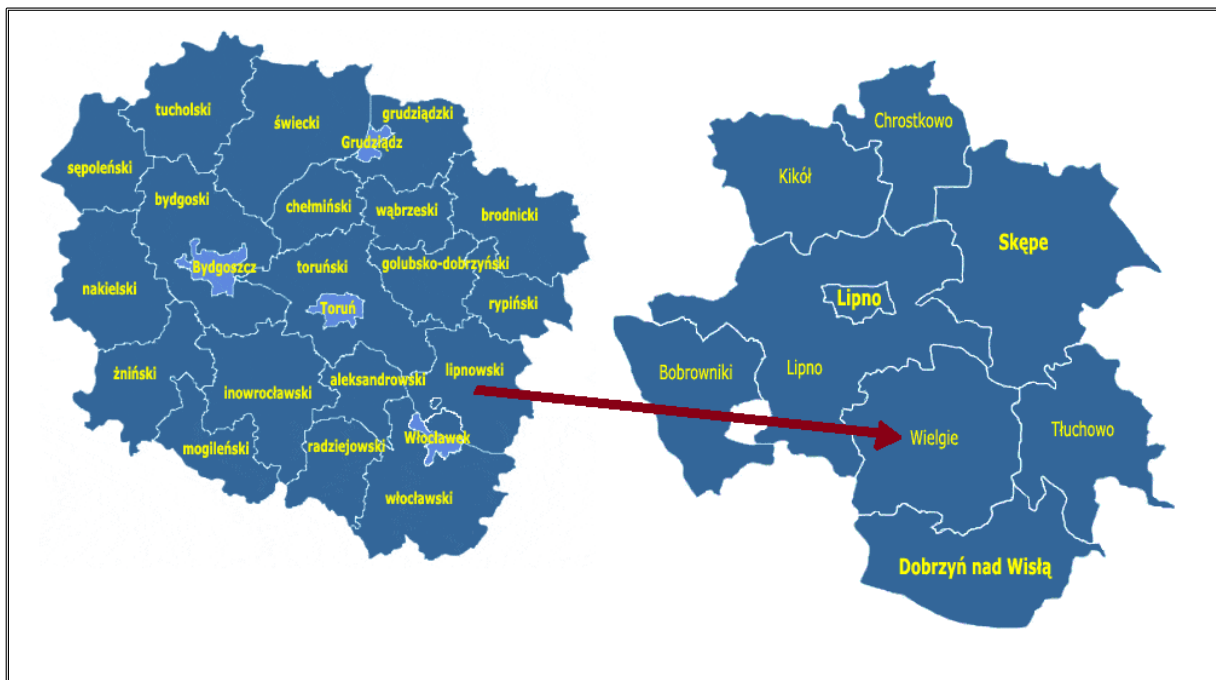 tucholski
świecki
grudziądzki
Grudziądz
sępoleński
bydgoski
chełmiński
wąbrzeski
brodnicki
Bydgoszcz
toruński
golubsko-dobrzyński
nakielski
Toruń
rypiński
żniński
inowrocławski
aleksandrowski
lipnowski
mogileński
radziejowski
Włocławek
włocławski
Chrostkowo
Kikół
Skępe
Lipno
Bobrowniki
Lipno
Wielgie
Tłuchowo
Dobrzyń nad Wisłą